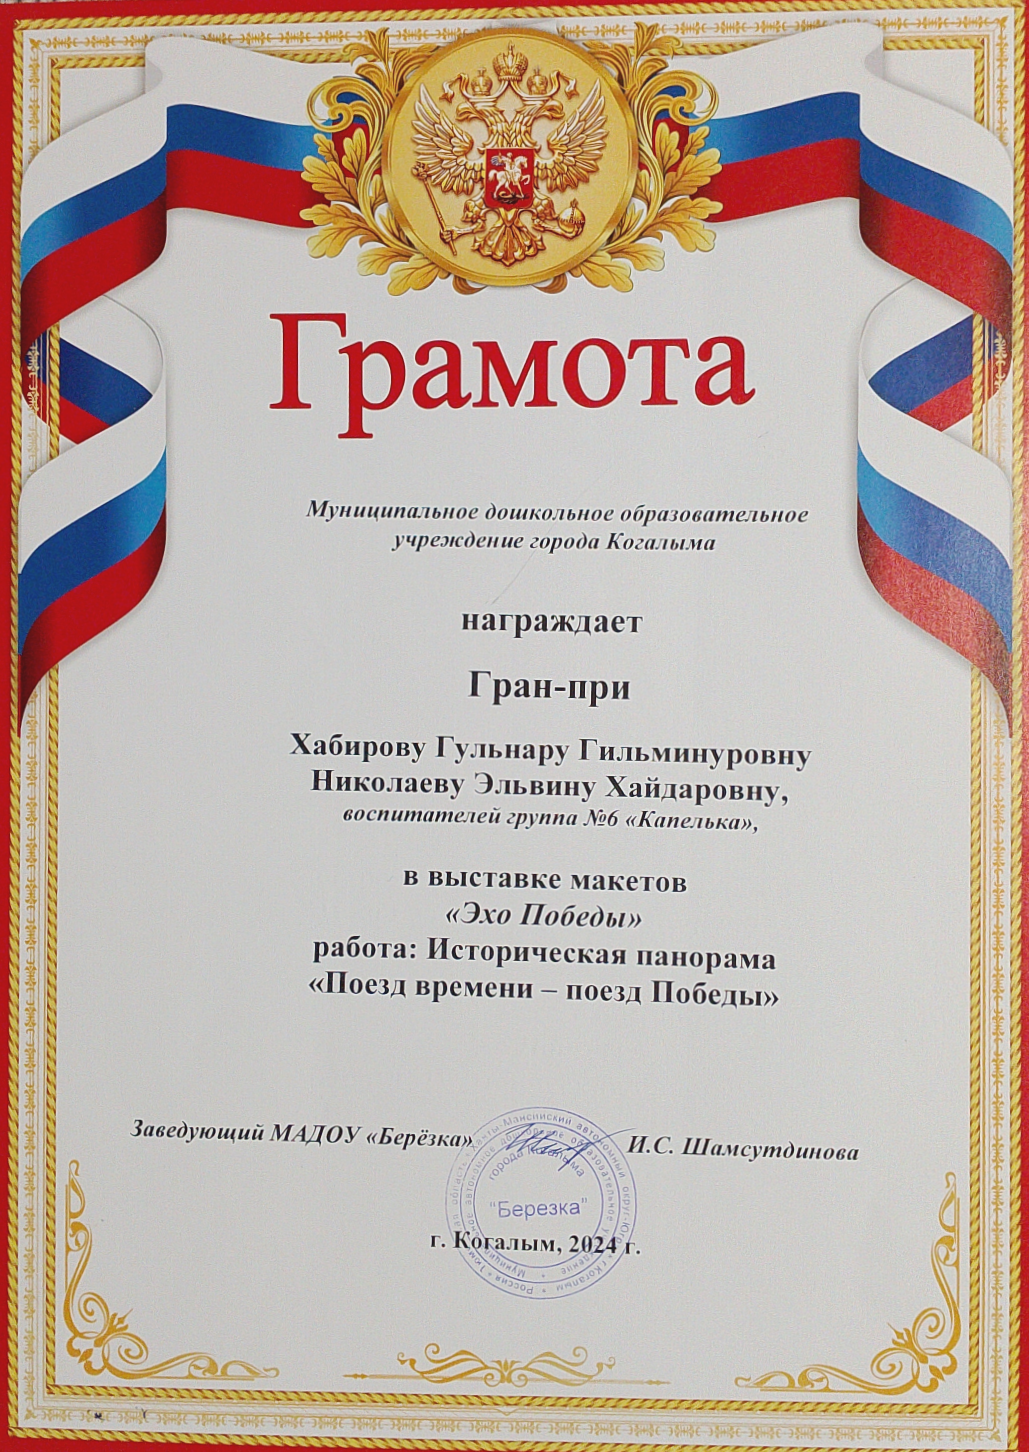 Грамота
Муниципальное дошкольное образовательное
учреждение города Когалыма
награждает
Гран-при
Хабирову Гульнару Гильминуровну
Николаеву Эльвину Хайдаровну,
воспитателей группа №6 «Капелька»,
в выставке макетов
«Эхо Победы»
работа: Историческая панорама
«Поезд времени – поезд Победы»
Заведующий МАДОУ «Берёзка» И.С. Шамсутдинова
города Когалыма
"Березка"
г. Когалым, 2024 г.